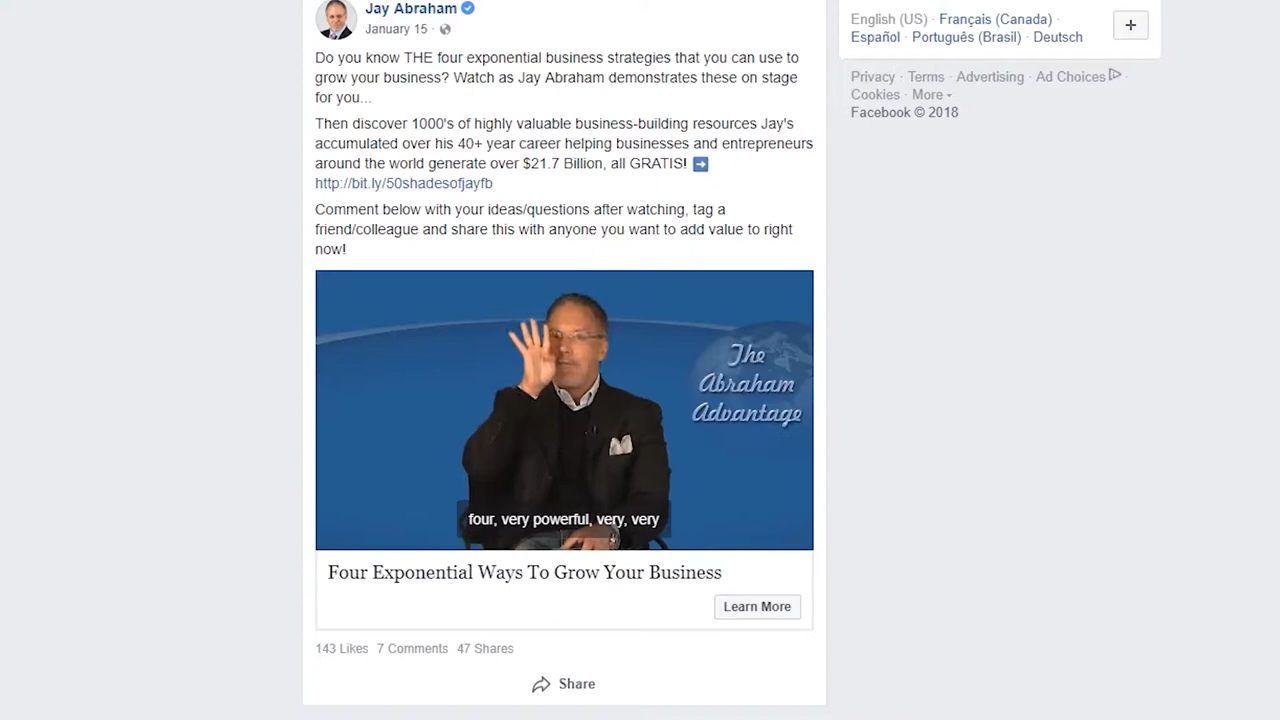 Jay Abraham
January 15 ·
Do you know THE four exponential business strategies that you can use to
grow your business? Watch as Jay Abraham demonstrates these on stage
for you...
Then discover 1000's of highly valuable business-building resources Jay's
accumulated over his 40+ year career helping businesses and entrepreneurs
around the world generate over $21.7 Billion, all GRATIS! ➡
http://bit.ly/50shadesofjayfb
Comment below with your ideas/questions after watching, tag a
friend/colleague and share this with anyone you want to add value to right
now!
The
Abraham
Advantage
four, very powerful, very, very
Four Exponential Ways To Grow Your Business
Learn More
143 Likes 7 Comments 47 Shares
Share
English (US) · Français (Canada) ·
Español · Português (Brasil) · Deutsch
+
Privacy · Terms · Advertising · Ad Choices ·
Cookies · More
Facebook © 2018